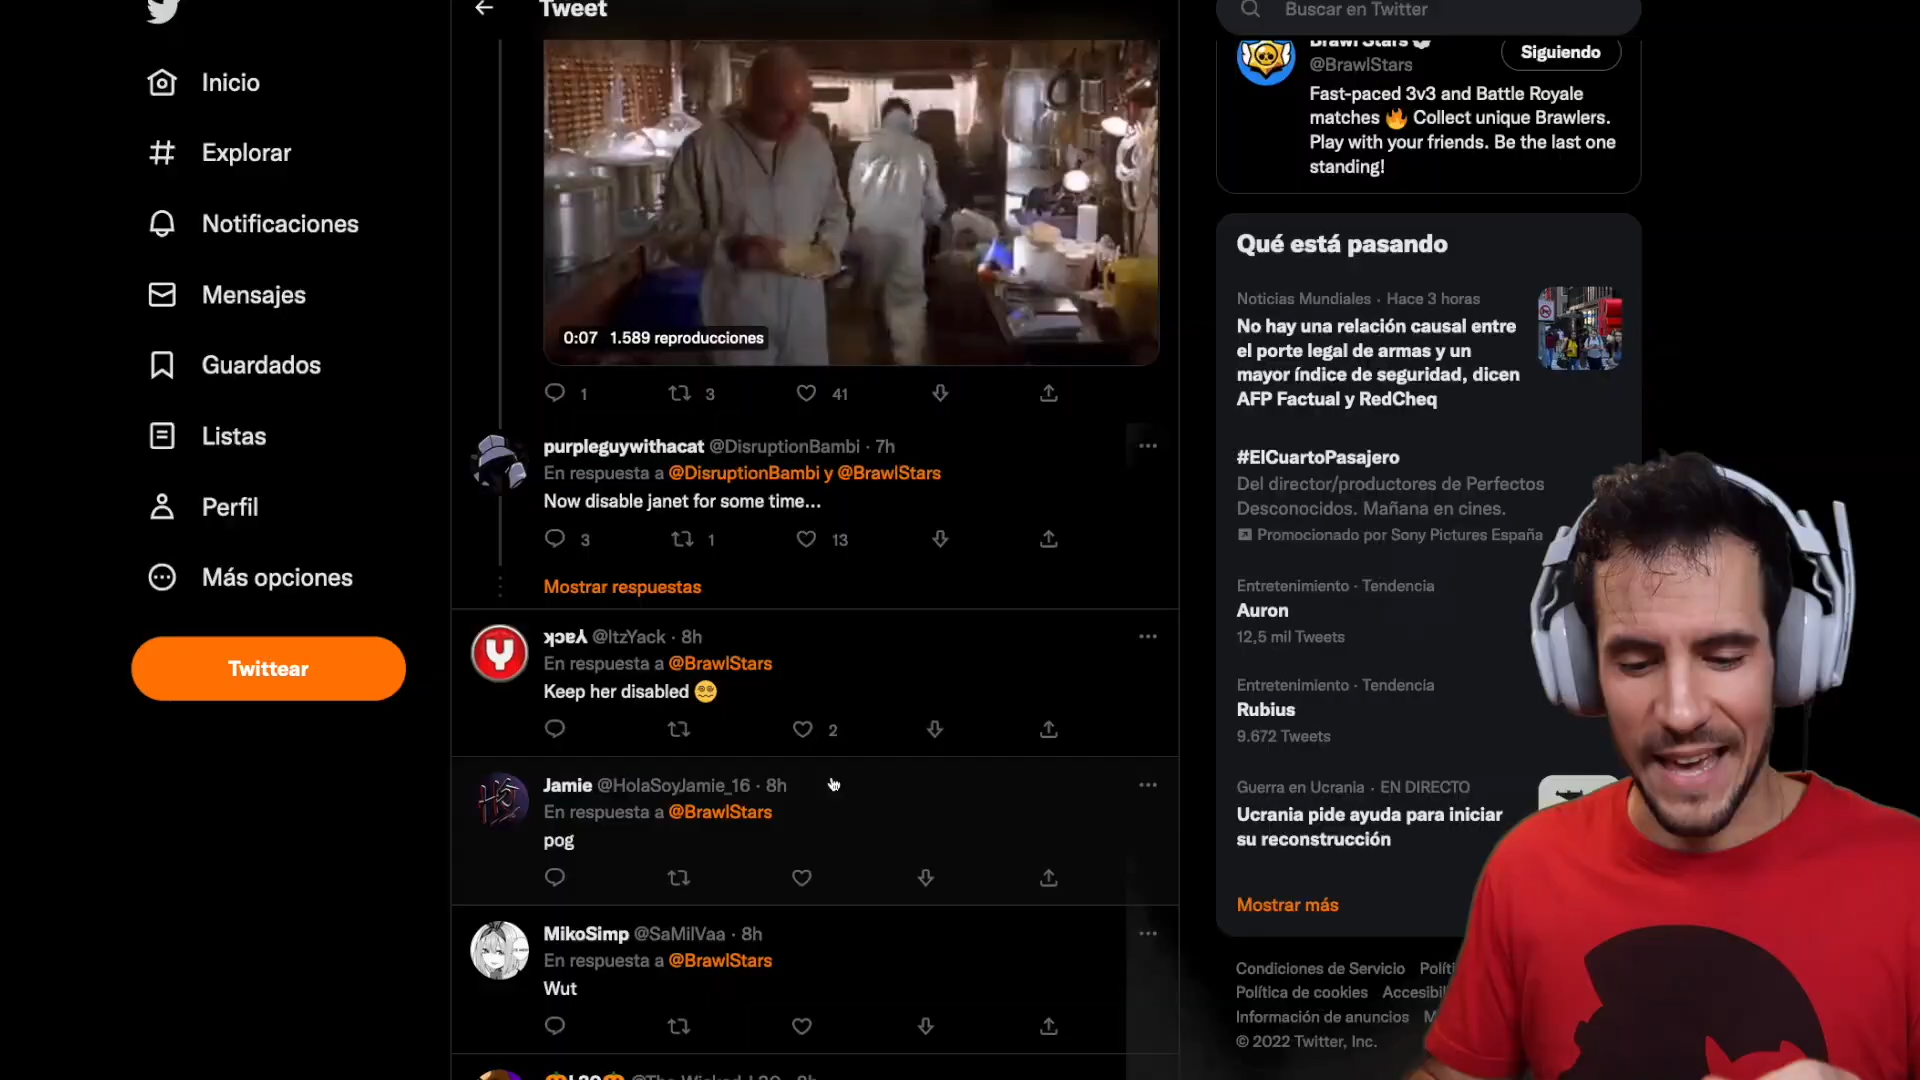 Tweet
Inicio
Explorar
Notificaciones
Mensajes
Guardados
Listas
Perfil
Más opciones
Twittear
0:07 1.589 reproducciones
1 3 41
purpleguywithacat @DisruptionBambi · 7h
En respuesta a @DisruptionBambi y @BrawlStars
Now disable janet for some time...
3 1 13
Mostrar respuestas
@ItzYack · 8h
En respuesta a @BrawlStars
Keep her disabled 😵‍💫
2
Jamie @HolaSoyJamie_16 · 8h
En respuesta a @BrawlStars
pog
MikoSimp @SaMilVaa · 8h
En respuesta a @BrawlStars
Wut
Buscar en Twitter
Brawl Stars
@BrawlStars
Siguiendo
Fast-paced 3v3 and Battle Royale
matches 🔥 Collect unique Brawlers.
Play with your friends. Be the last one
standing!
Qué está pasando
Noticias Mundiales · Hace 3 horas
No hay una relación causal entre
el porte legal de armas y un
mayor índice de seguridad, dicen
AFP Factual y RedCheq
#ElCuartoPasajero
Del director/productores de Perfectos
Desconocidos. Mañana en cines.
Promocionado por Sony Pictures España
Entretenimiento · Tendencia
Auron
12,5 mil Tweets
Entretenimiento · Tendencia
Rubius
9.672 Tweets
Guerra en Ucrania · EN DIRECTO
Ucrania pide ayuda para iniciar
su reconstrucción
Mostrar más
Condiciones de Servicio
Política de cookies
Información de anuncios
© 2022 Twitter, Inc.